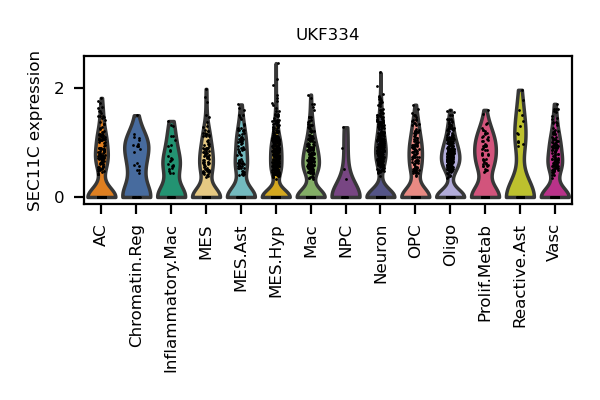 UKF334
SEC11C expression
2
0
AC
Chromatin.Reg
Inflammatory.Mac
MES
MES.Ast
MES.Hyp
Mac
NPC
Neuron
OPC
Oligo
Prolif.Metab
Reactive.Ast
Vasc